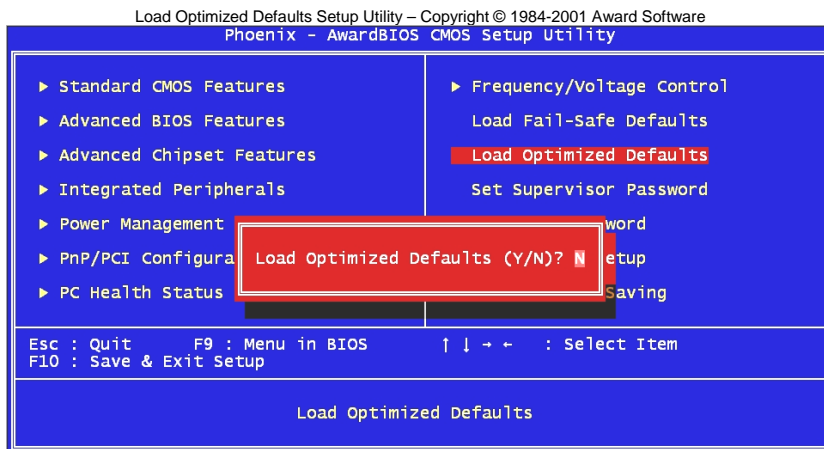 Load Optimized Defaults Setup Utility – Copyright © 1984-2001 Award Software
Phoenix - AwardBIOS CMOS Setup Utility
▶ Standard CMOS Features
▶ Advanced BIOS Features
▶ Advanced Chipset Features
▶ Integrated Peripherals
▶ Power Management
▶ PnP/PCI Configura
▶ PC Health Status
▶ Frequency/Voltage Control
Load Fail-Safe Defaults
Load Optimized Defaults
Set Supervisor Password
word
etup
Saving
Load Optimized Defaults (Y/N)? N
Esc : Quit F9 : Menu in BIOS ↑ ↓ → ← : Select Item
F10 : Save & Exit Setup
Load Optimized Defaults